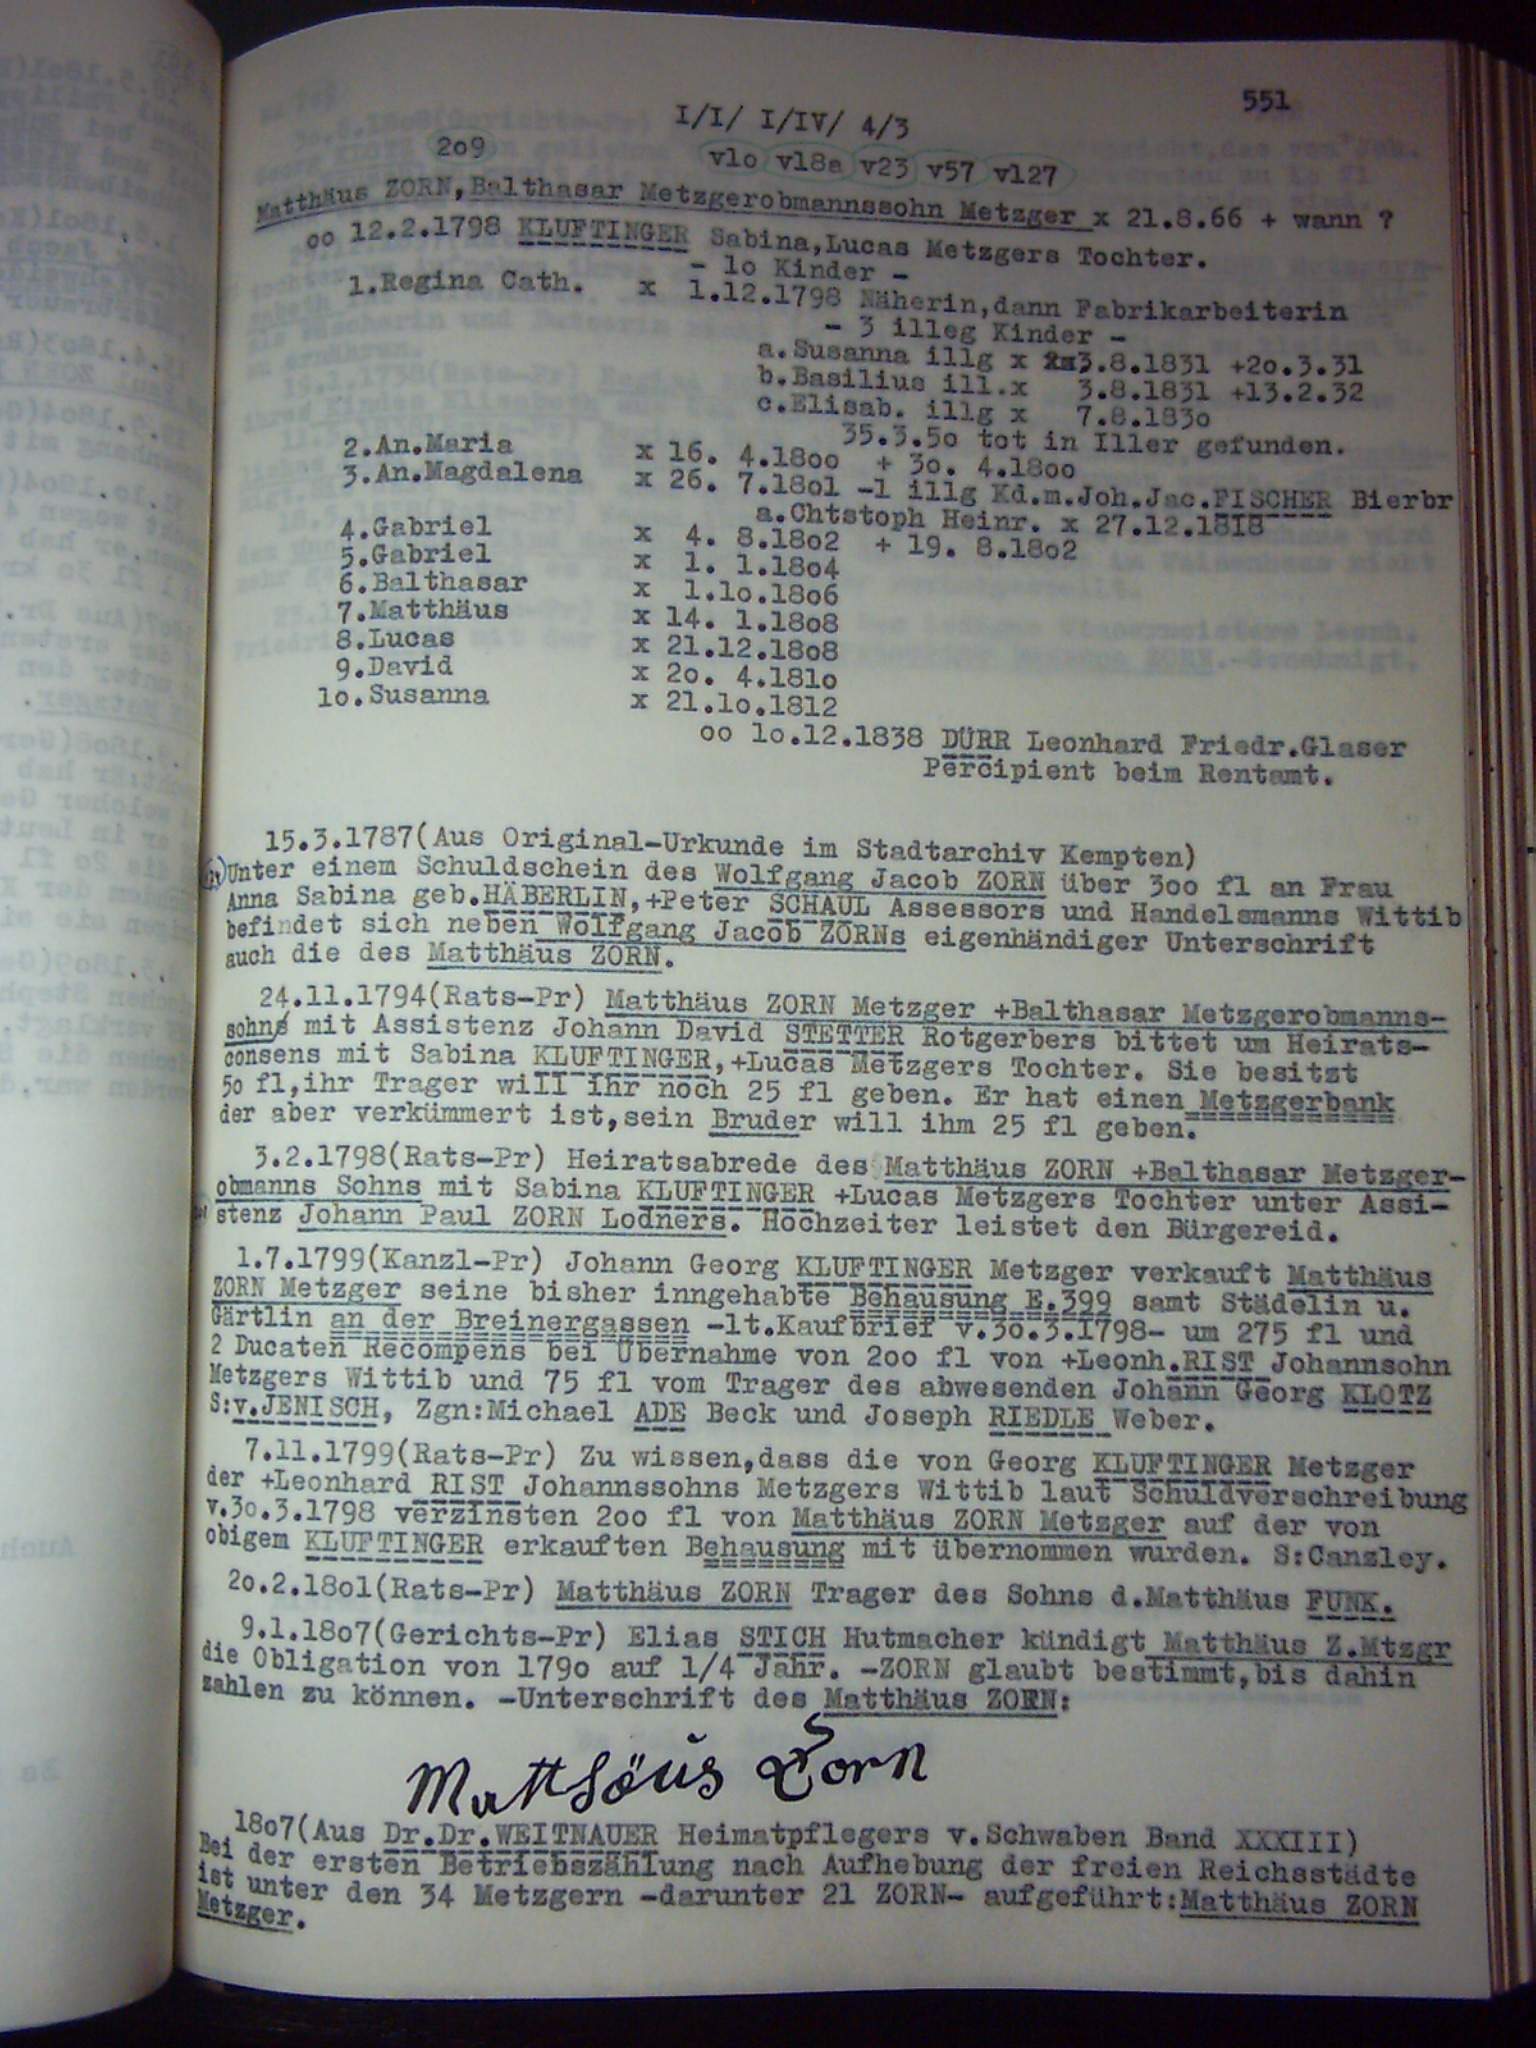 551
I/I/ I/IV/ 4/3
2o9 v1o v18a v23 v57 v127
Matthäus ZORN,Balthasar Metzgerobmannssohn Metzger x 21.8.66 + wann ?
oo 12.2.1798 KLUFTINGER Sabina,Lucas Metzgers Tochter.
- 1o Kinder -
1.Regina Cath. x 1.12.1798 Näherin,dann Fabrikarbeiterin
- 3 illeg Kinder -
a.Susanna illg x 3.8.1831 +2o.3.31
b.Basilius ill.x 3.8.1831 +13.2.32
c.Elisab. illg x 7.8.183o
35.3.5o tot in Iller gefunden.
2.An.Maria x 16. 4.18oo + 3o. 4.18oo
3.An.Magdalena x 26. 7.18o1 -1 illg Kd.m.Joh.Jac.FISCHER Bierbr
a.Chtstoph Heinr. x 27.12.1818
4.Gabriel x 4. 8.18o2 + 19. 8.18o2
5.Gabriel x 1. 1.18o4
6.Balthasar x 1.1o.18o6
7.Matthäus x 14. 1.18o8
8.Lucas x 21.12.18o8
9.David x 2o. 4.181o
1o.Susanna x 21.1o.1812
oo 1o.12.1838 DÜRR Leonhard Friedr.Glaser
Percipient beim Rentamt.
15.3.1787(Aus Original-Urkunde im Stadtarchiv Kempten)
Unter einem Schuldschein des Wolfgang Jacob ZORN über 3oo fl an Frau
Anna Sabina geb.HÄBERLIN,+Peter SCHAUL Assessors und Handelsmanns Wittib
befindet sich neben Wolfgang Jacob ZORNs eigenhändiger Unterschrift
auch die des Matthäus ZORN.
24.11.1794(Rats-Pr) Matthäus ZORN Metzger +Balthasar Metzgerobmanns-
sohns mit Assistenz Johann David STETTER Rotgerbers bittet um Heirats-
consens mit Sabina KLUFTINGER,+Lucas Metzgers Tochter. Sie besitzt
5o fl,ihr Trager will ihr noch 25 fl geben. Er hat einen Metzgerbank
der aber verkümmert ist,sein Bruder will ihm 25 fl geben.
3.2.1798(Rats-Pr) Heiratsabrede des Matthäus ZORN +Balthasar Metzger-
obmanns Sohns mit Sabina KLUFTINGER +Lucas Metzgers Tochter unter Assi-
stenz Johann Paul ZORN Lodners. Hochzeiter leistet den Bürgereid.
1.7.1799(Kanzl-Pr) Johann Georg KLUFTINGER Metzger verkauft Matthäus
ZORN Metzger seine bisher inngehabte Behausung E.399 samt Städelin u.
Gärtlin an der Breinergassen -lt.Kaufbrief v.3o.3.1798- um 275 fl und
2 Ducaten Recompens bei Übernahme von 2oo fl von +Leonh.RIST Johannsohn
Metzgers Wittib und 75 fl vom Trager des abwesenden Johann Georg KLOTZ
S:v.JENISCH, Zgn:Michael ADE Beck und Joseph RIEDLE Weber.
7.11.1799(Rats-Pr) Zu wissen,dass die von Georg KLUFTINGER Metzger
der +Leonhard RIST Johannssohns Metzgers Wittib laut Schuldverschreibung
v.3o.3.1798 verzinsten 2oo fl von Matthäus ZORN Metzger auf der von
obigem KLUFTINGER erkauften Behausung mit übernommen wurden. S:Canzley.
2o.2.18o1(Rats-Pr) Matthäus ZORN Trager des Sohns d.Matthäus FUNK.
9.1.18o7(Gerichts-Pr) Elias STICH Hutmacher kündigt Matthäus Z.Mtzgr
die Obligation von 179o auf 1/4 Jahr. -ZORN glaubt bestimmt,bis dahin
zahlen zu können. -Unterschrift des Matthäus ZORN:
Matthäus Zorn
18o7(Aus Dr.Dr.WEITNAUER Heimatpflegers v.Schwaben Band XXXIII)
Bei der ersten Betriebszählung nach Aufhebung der freien Reichsstädte
ist unter den 34 Metzgern -darunter 21 ZORN- aufgeführt:Matthäus ZORN
Metzger.